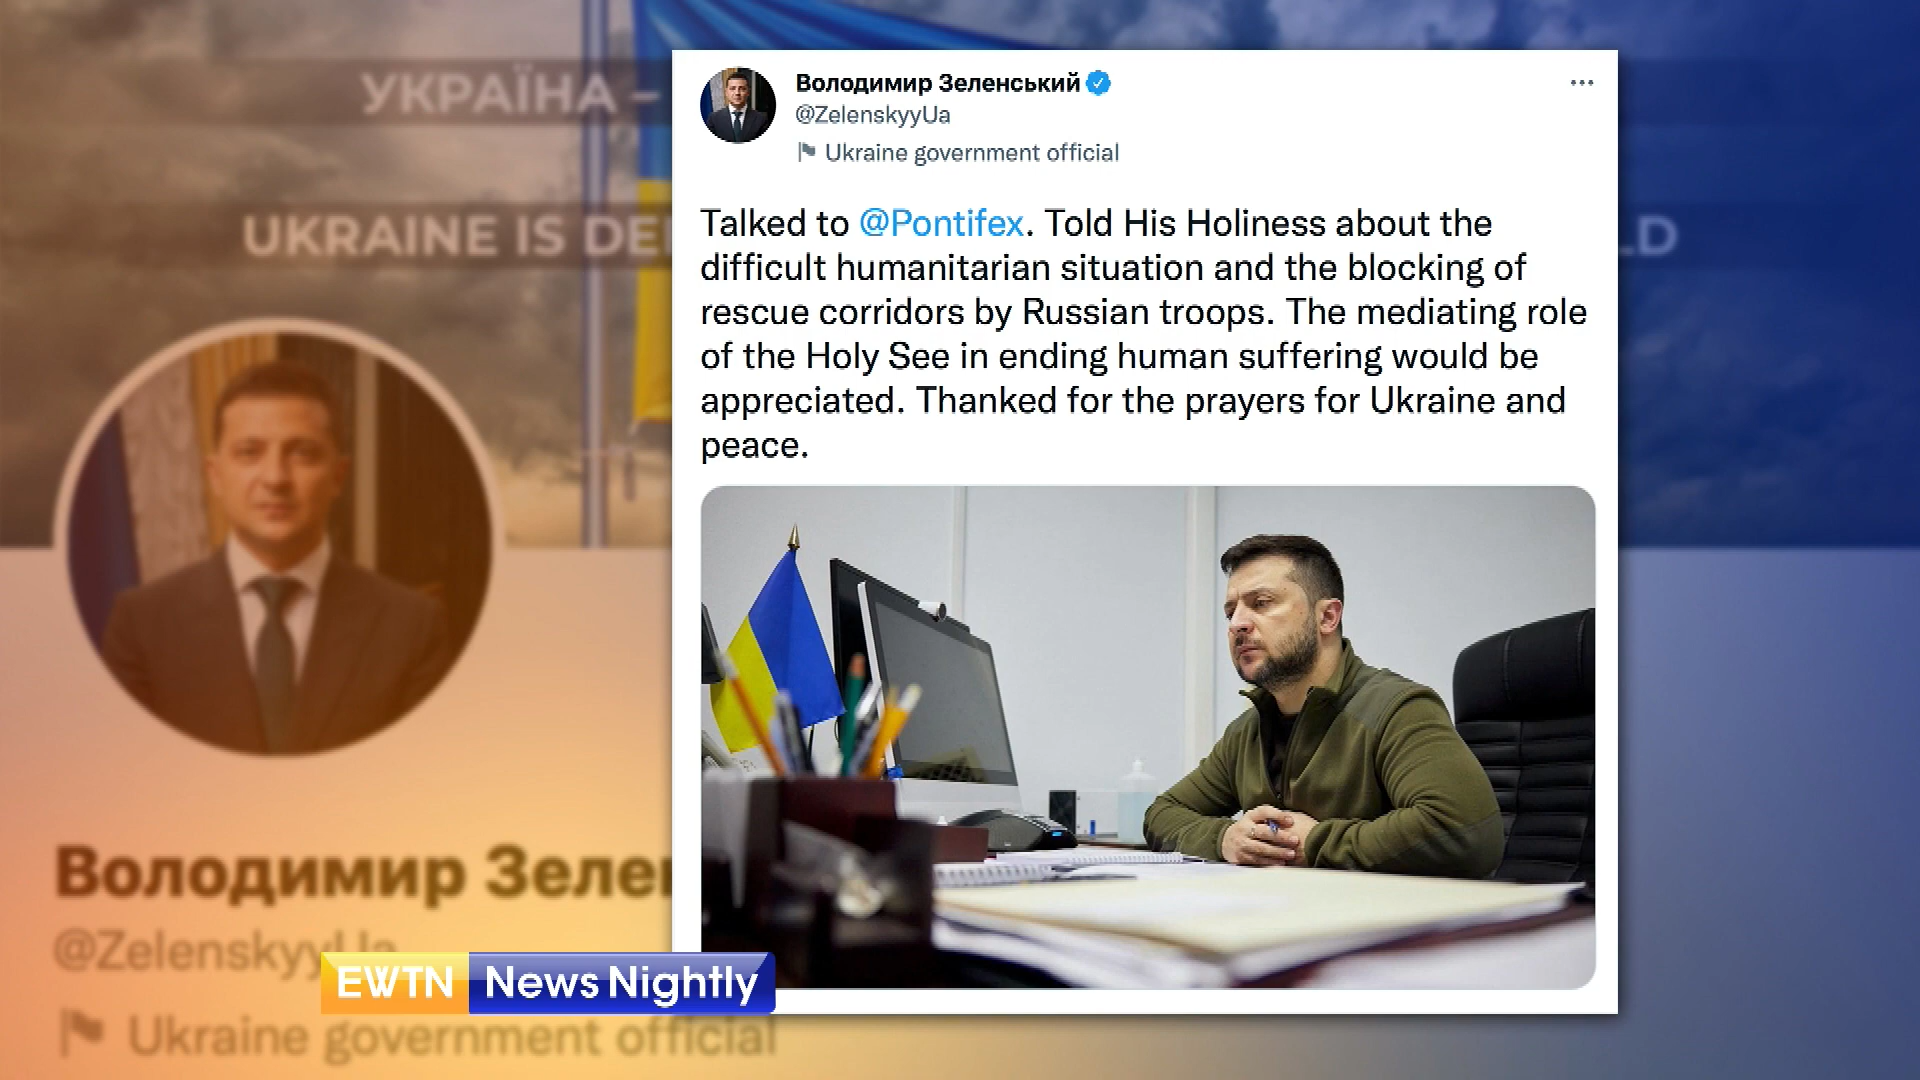 УКРАЇНА –
UKRAINE IS
LD
Володимир Зеленський
@ZelenskyyUa
Ukraine government official
Talked to @Pontifex. Told His Holiness about the
difficult humanitarian situation and the blocking of
rescue corridors by Russian troops. The mediating role
of the Holy See in ending human suffering would be
appreciated. Thanked for the prayers for Ukraine and
peace.
Володимир Зелен
@ZelenskyyUa
EWTN News Nightly
Ukraine government official